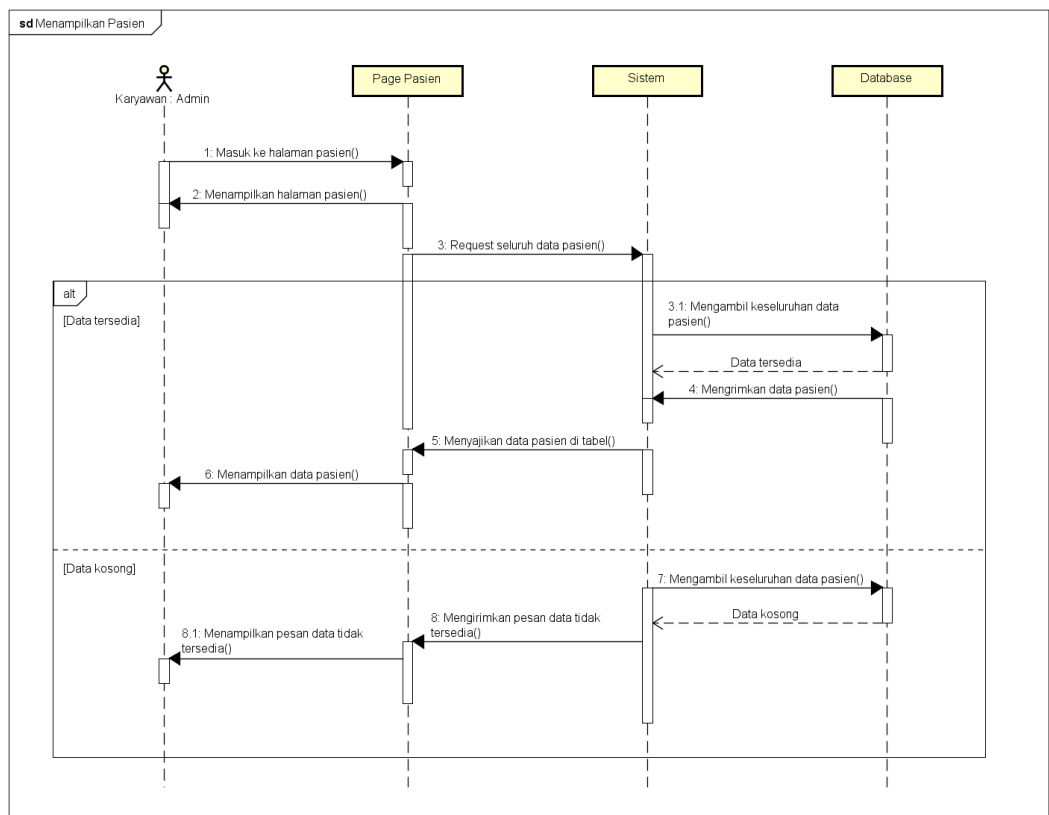 sd Menampilkan Pasien
Karyawan : Admin
Page Pasien
Sistem
Database
1: Masuk ke halaman pasien()
2: Menampilkan halaman pasien()
3: Request seluruh data pasien()
alt
[Data tersedia]
3.1: Mengambil keseluruhan data
pasien()
Data tersedia
4: Mengrimkan data pasien()
5: Menyajikan data pasien di tabel()
6: Menampilkan data pasien()
[Data kosong]
7: Mengambil keseluruhan data pasien()
Data kosong
8: Mengirimkan pesan data tidak
tersedia()
8.1: Menampilkan pesan data tidak
tersedia()